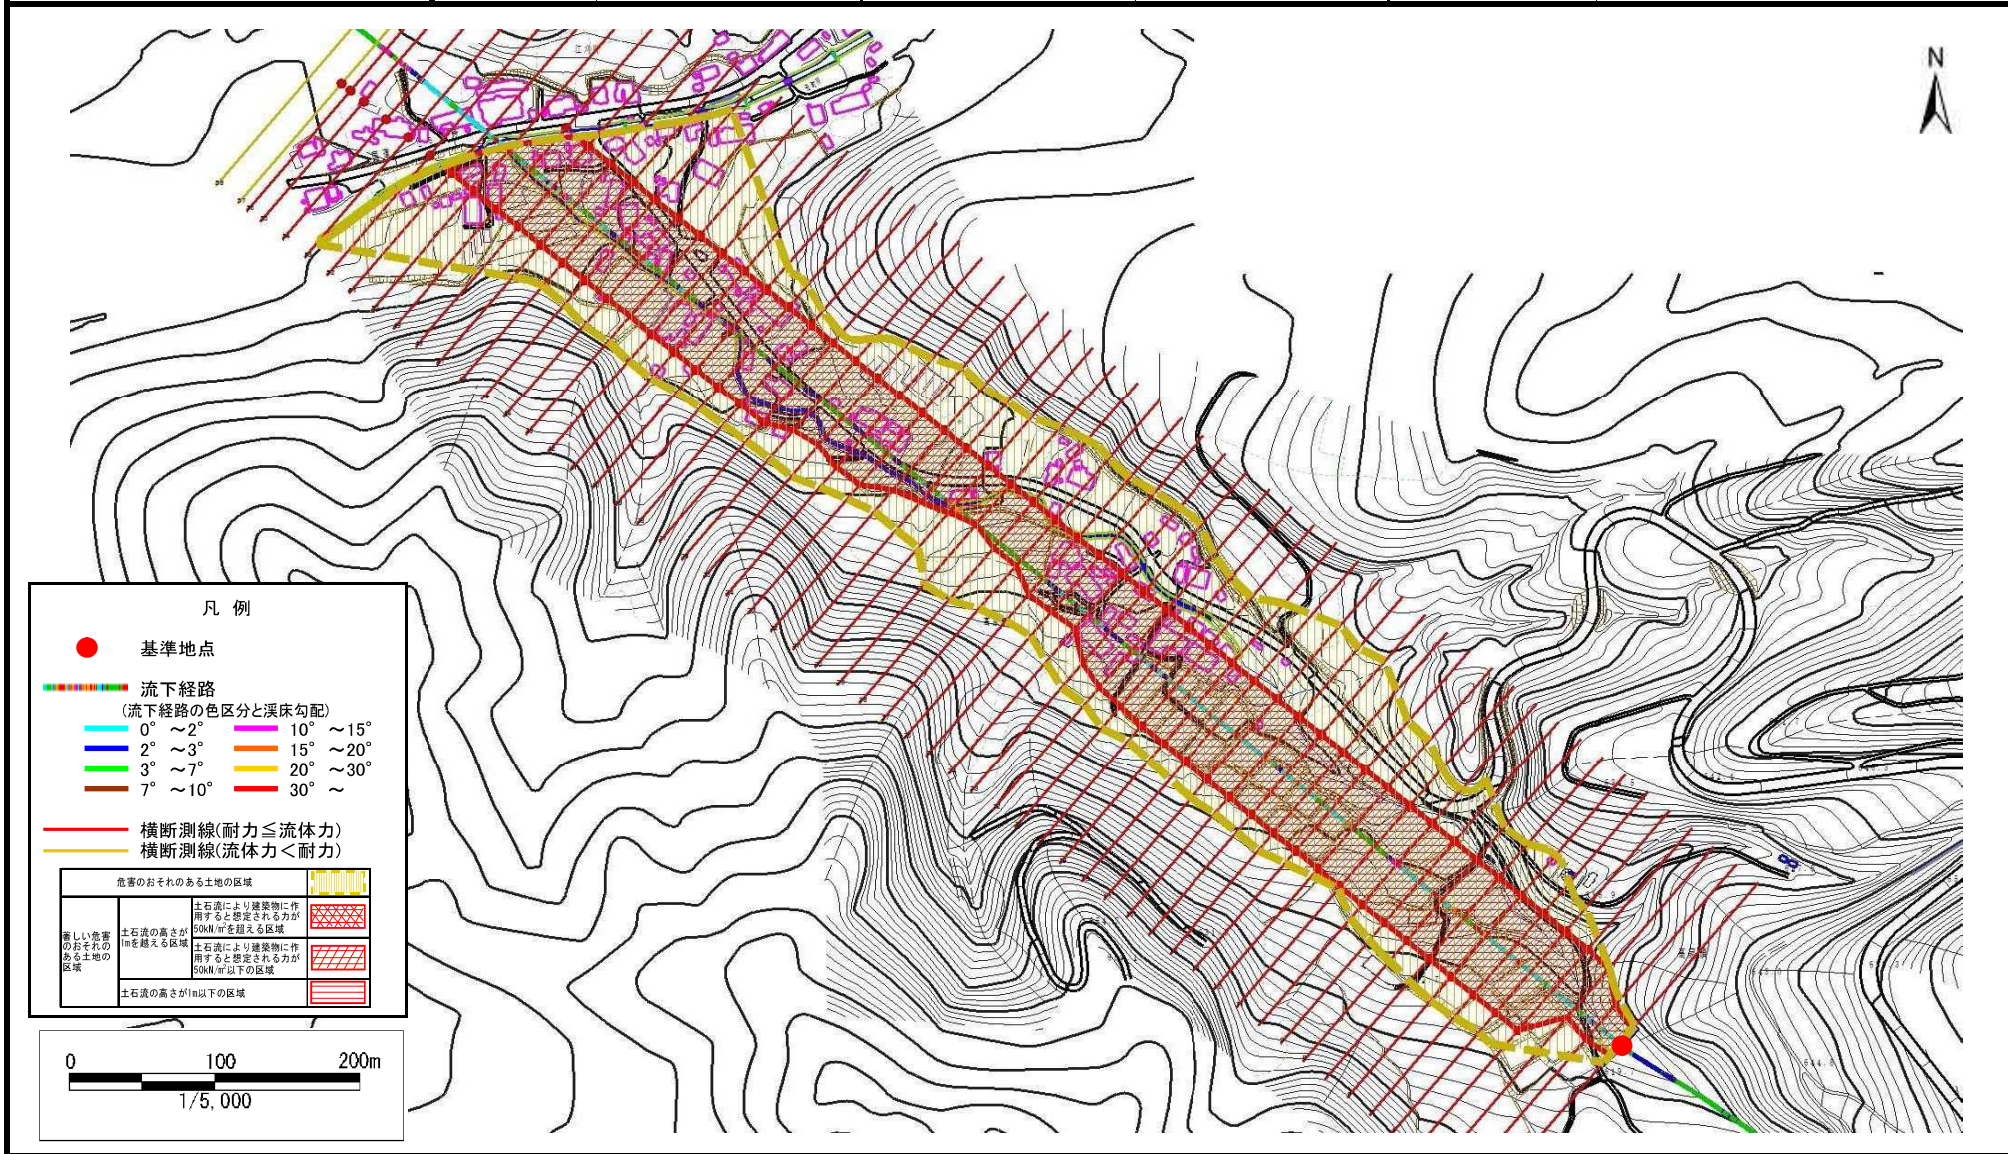 N
凡 例
基準地点
流下経路
(流下経路の色区分と渓床勾配)
0° ～2° 10° ～15°
2° ～3° 15° ～20°
3° ～7° 20° ～30°
7° ～10° 30° ～
横断測線(耐力≦流体力)
横断測線(流体力＜耐力)
危害のおそれのある土地の区域
著しい危害
のおそれの
ある土地の
区域
土石流の高さが
1mを越える区域
土石流により建築物に作
用すると想定される力が
50kN/㎡を超える区域
土石流により建築物に作
用すると想定される力が
50kN/㎡以下の区域
土石流の高さが1m以下の区域
0 100 200m
1/5,000